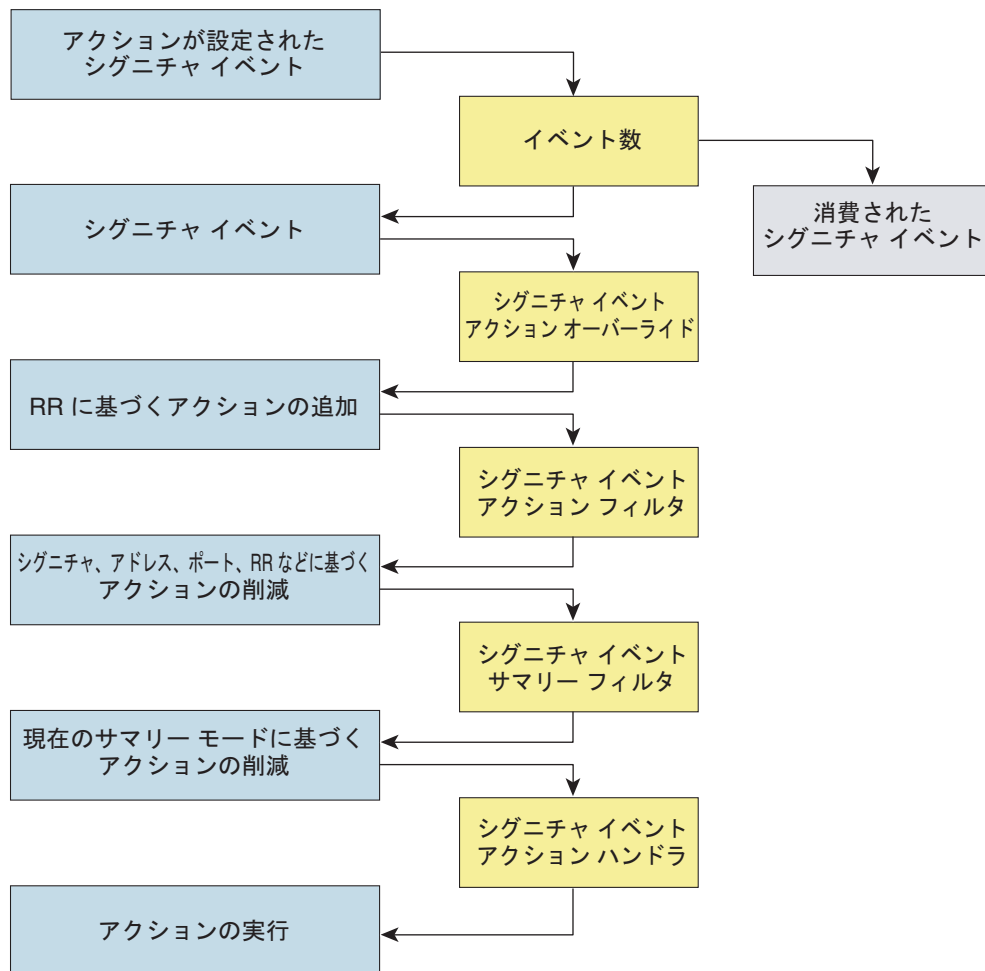 アクションが設定された
シグニチャ イベント
イベント数
消費された
シグニチャ イベント
シグニチャ イベント
シグニチャ イベント
アクション オーバーライド
RR に基づくアクションの追加
シグニチャ イベント
アクション フィルタ
シグニチャ、アドレス、ポート、RR などに基づく
アクションの削減
シグニチャ イベント
サマリー フィルタ
現在のサマリー モードに基づく
アクションの削減
シグニチャ イベント
アクション ハンドラ
アクションの実行